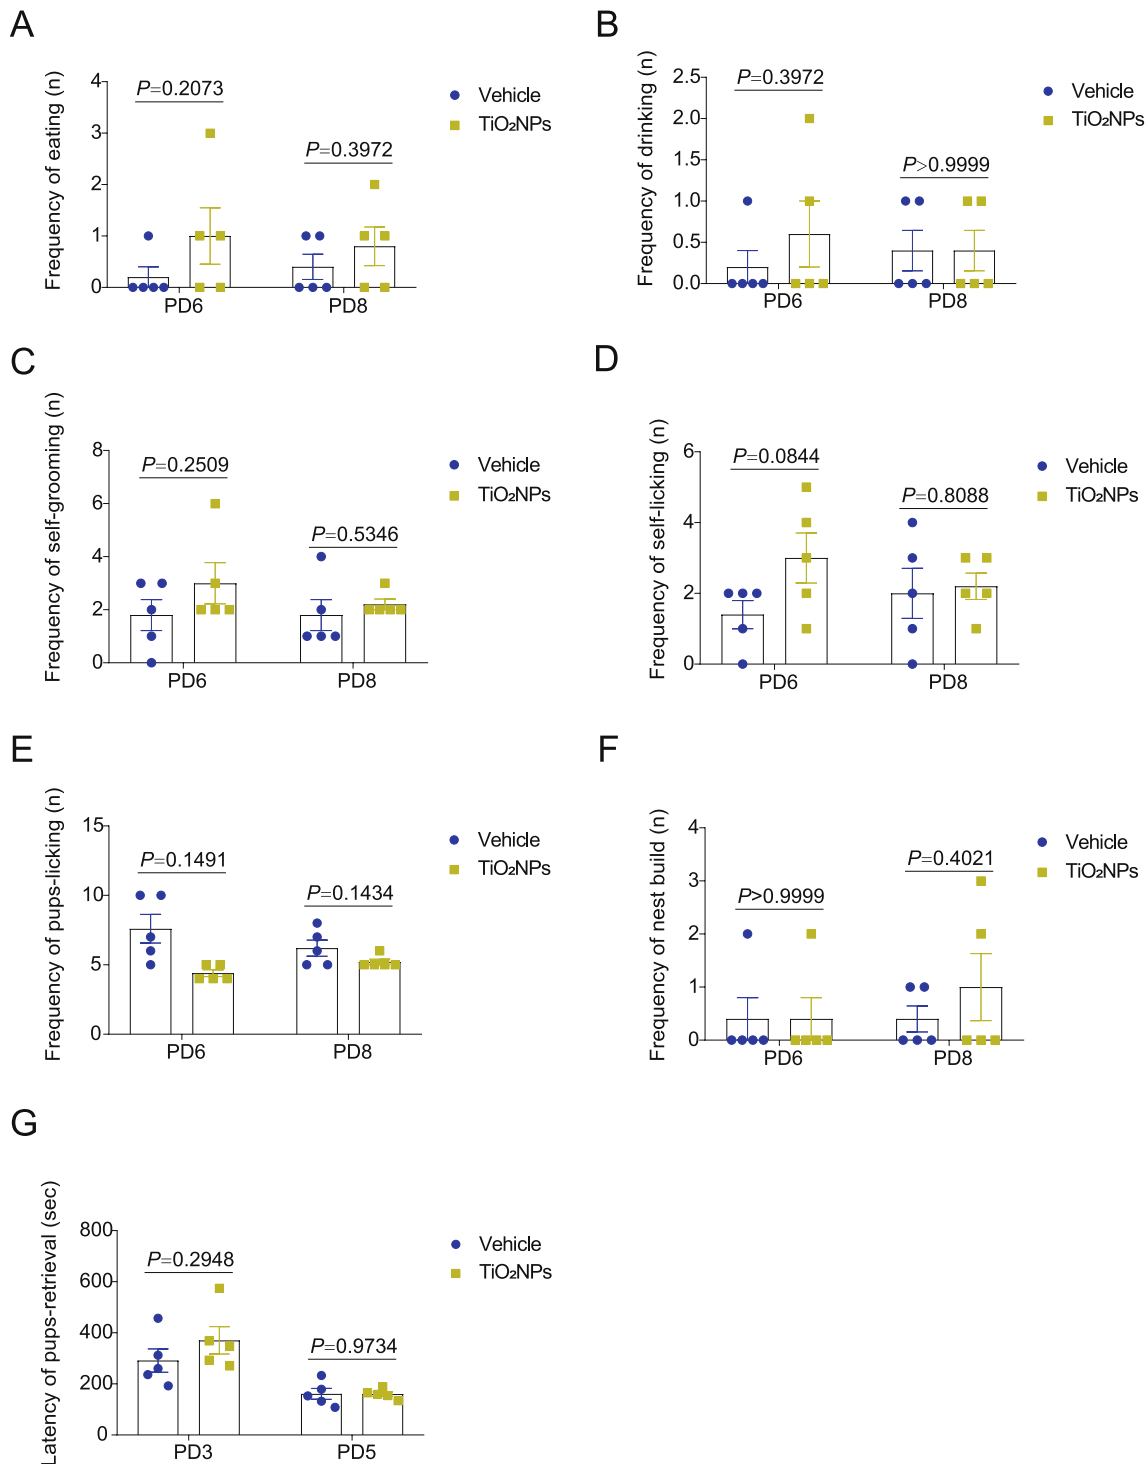 A
Frequency of eating (n)
4
3
2
1
0
P=0.2073
P=0.3972
PD6
PD8
Vehicle
TiO₂NPs
B
Frequency of drinking (n)
2.5
2.0
1.5
1.0
0.5
0.0
P=0.3972
P>0.9999
PD6
PD8
Vehicle
TiO₂NPs
C
Frequency of self-grooming (n)
8
6
4
2
0
P=0.2509
P=0.5346
PD6
PD8
Vehicle
TiO₂NPs
D
Frequency of self-licking (n)
6
4
2
0
P=0.0844
P=0.8088
PD6
PD8
Vehicle
TiO₂NPs
E
Frequency of pups-licking (n)
15
10
5
0
P=0.1491
P=0.1434
PD6
PD8
Vehicle
TiO₂NPs
F
Frequency of nest build (n)
4
3
2
1
0
P>0.9999
P=0.4021
PD6
PD8
Vehicle
TiO₂NPs
G
Latency of pups-retrieval (sec)
800
600
400
200
0
P=0.2948
P=0.9734
PD3
PD5
Vehicle
TiO₂NPs